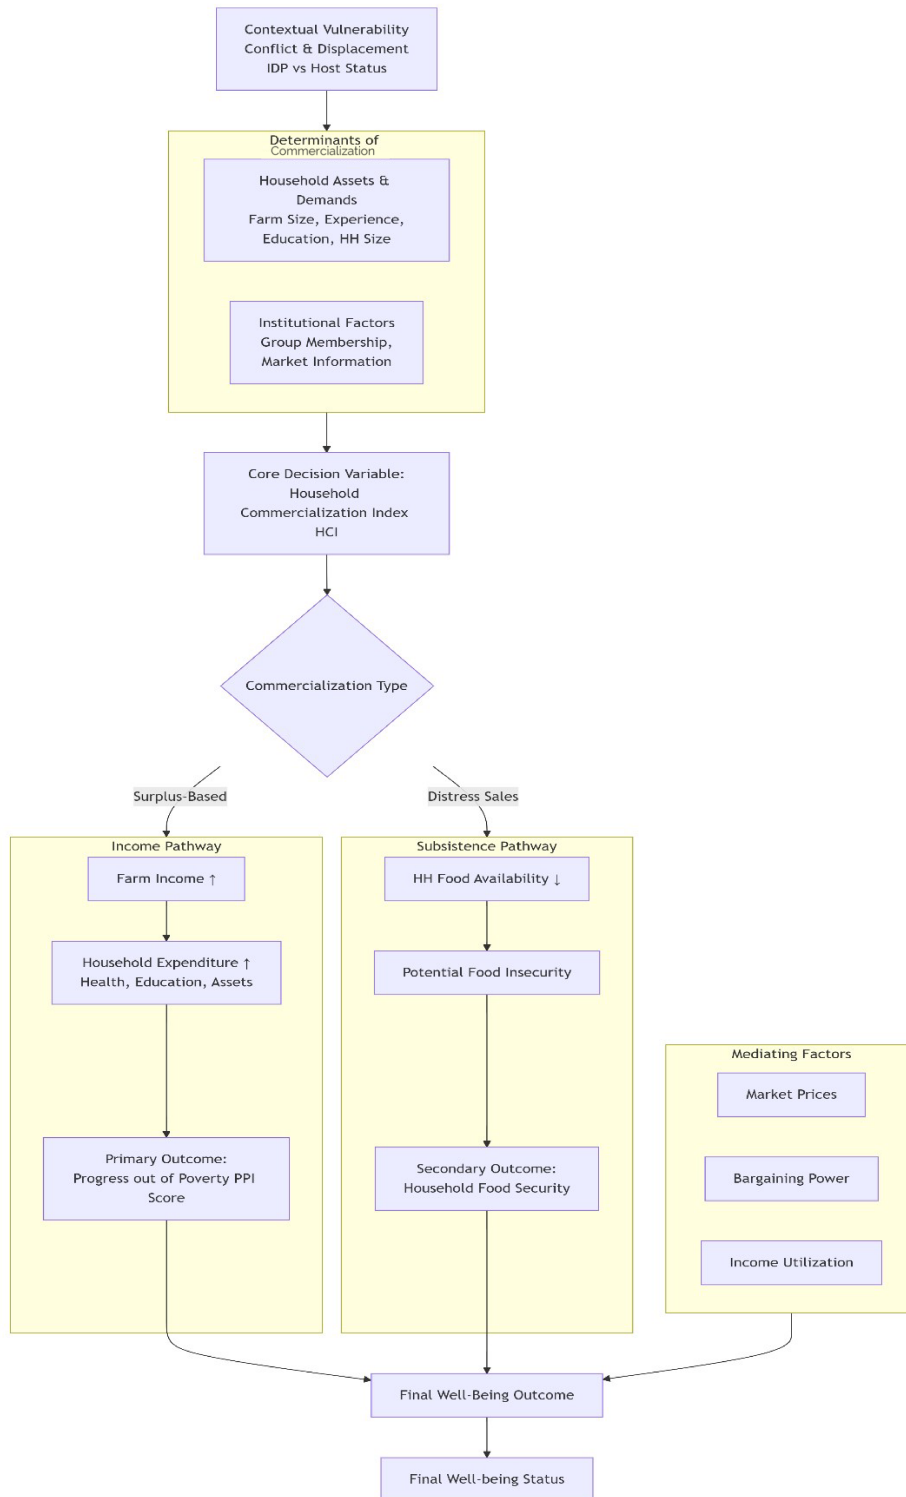 Contextual Vulnerability
Conflict & Displacement
IDP vs Host Status
Determinants of
Commercialization
Household Assets &
Demands
Farm Size, Experience,
Education, HH Size
Institutional Factors
Group Membership,
Market Information
Core Decision Variable:
Household
Commercialization Index
HCI
Commercialization Type
Surplus-Based
Distress Sales
Income Pathway
Farm Income ↑
Household Expenditure ↑
Health, Education, Assets
Primary Outcome:
Progress out of Poverty PPI
Score
Subsistence Pathway
HH Food Availability ↓
Potential Food Insecurity
Secondary Outcome:
Household Food Security
Mediating Factors
Market Prices
Bargaining Power
Income Utilization
Final Well-Being Outcome
Final Well-being Status